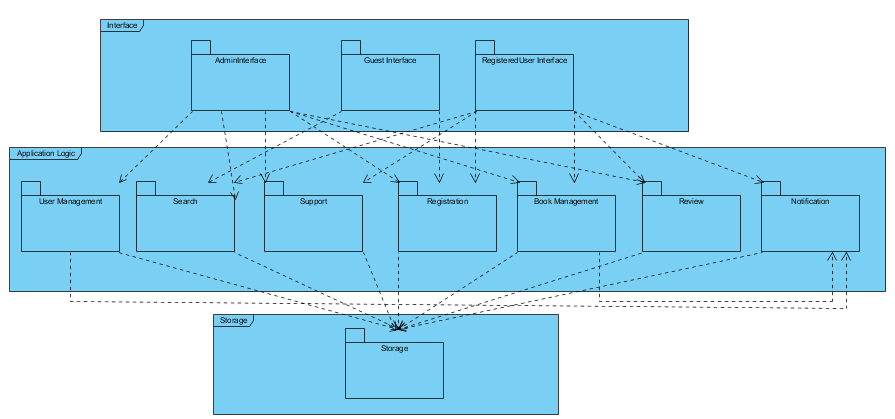 Interface
AdminInterface
Guest Interface
RegisteredUser Interface
Application Logic
User Management
Search
Support
Registration
Book Management
Review
Notification
Storage
Storage